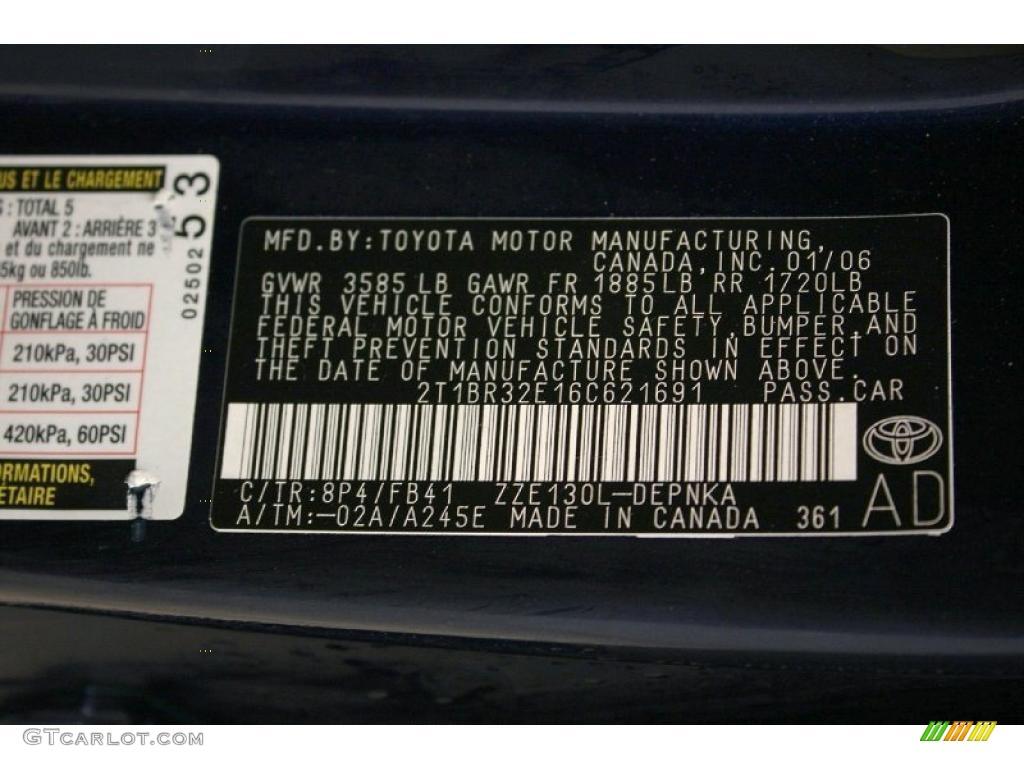 US ET LE CHARGEMENT
: TOTAL 5
AVANT 2 : ARRIÈRE 3
et du chargement ne
5kg ou 850lb.
PRESSION DE
GONFLAGE À FROID
210kPa, 30PSI
210kPa, 30PSI
420kPa, 60PSI
ORMATIONS,
ÉTAIRE
02502
53
MFD.BY:TOYOTA MOTOR MANUFACTURING,
CANADA,INC.01/06
GVWR 3585LB GAWR FR 1885LB RR 1720LB
THIS VEHICLE CONFORMS TO ALL APPLICABLE
FEDERAL MOTOR VEHICLE SAFETY,BUMPER,AND
THEFT PREVENTION STANDARDS IN EFFECT ON
THE DATE OF MANUFACTURE SHOWN ABOVE.
2T1BR32E16C621691 PASS.CAR
C/TR:8P4/FB41 ZZE130L-DEPNKA
A/TM:-02A/A245E MADE IN CANADA 361
AD
GTCarLot.com